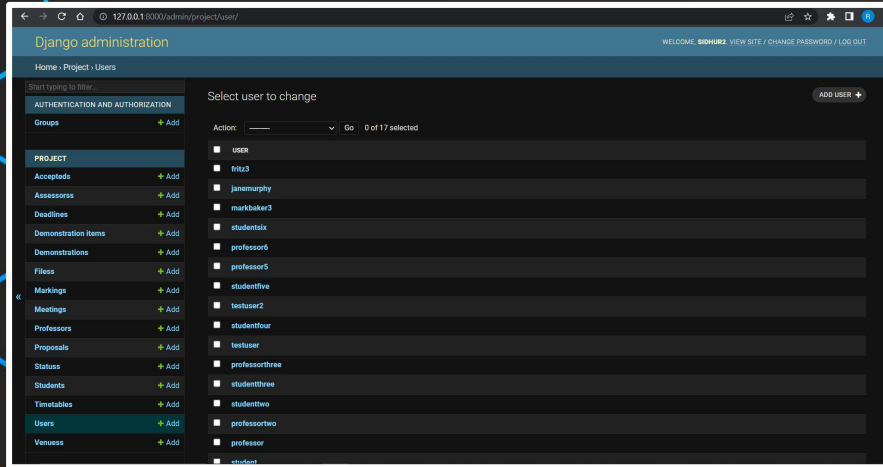 127.0.0.1:8000/admin/project/user/
Django administration
WELCOME, SIDHUR2. VIEW SITE / CHANGE PASSWORD / LOG OUT
Home › Project › Users
Start typing to filter...
AUTHENTICATION AND AUTHORIZATION
Groups + Add
PROJECT
Accepteds + Add
Assessorss + Add
Deadlines + Add
Demonstration items + Add
Demonstrations + Add
Filess + Add
Markings + Add
Meetings + Add
Professors + Add
Proposals + Add
Statuss + Add
Students + Add
Timetables + Add
Users + Add
Venuess + Add
«
Select user to change
ADD USER +
Action: --------- Go 0 of 17 selected
USER
fritz3
janemurphy
markbaker3
studentsix
professor6
professor5
studentfive
testuser2
studentfour
testuser
professorthree
studentthree
studenttwo
professortwo
professor
student
R